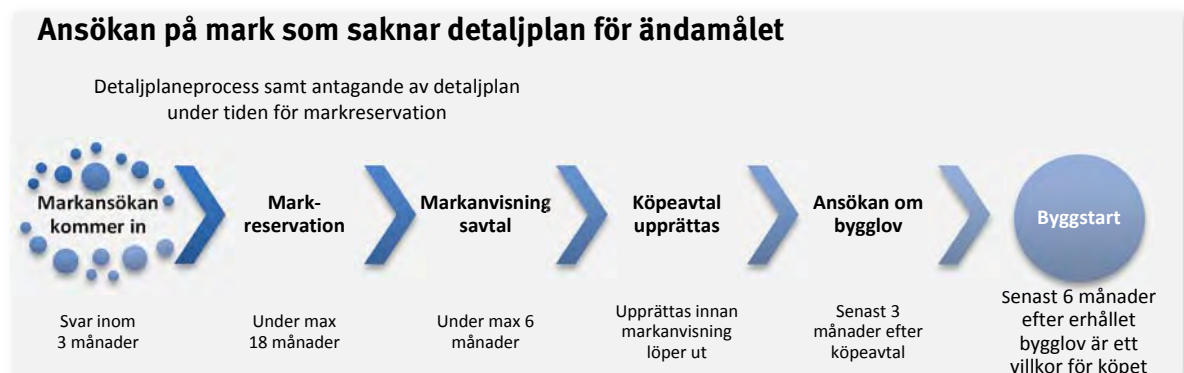 Ansökan på mark som saknar detaljplan för ändamålet
Detaljplaneprocess samt antagande av detaljplan
under tiden för markreservation
Markansökan
kommer in
Mark-
reservation
Markanvisning
savtal
Köpeavtal
upprättas
Ansökan om
bygglov
Byggstart
Svar inom
3 månader
Under max
18 månader
Under max 6
månader
Upprättas innan
markanvisning
löper ut
Senast 3
månader efter
köpeavtal
Senast 6 månader
efter erhållet
bygglov är ett
villkor för köpet